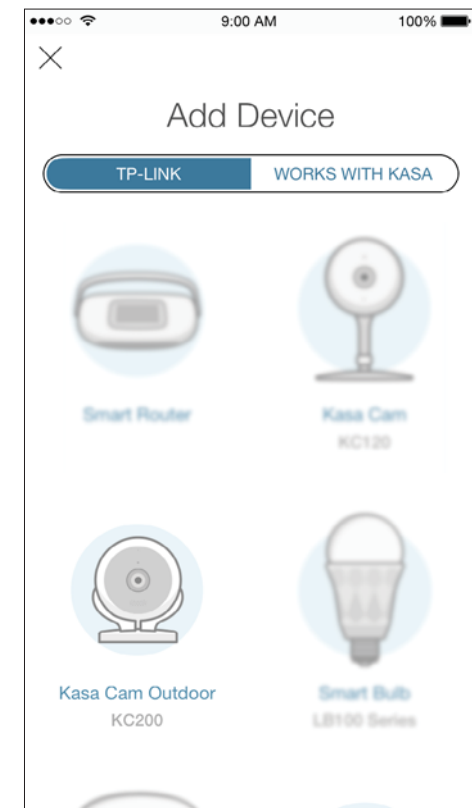 9:00 AM 100%
Add Device
TP-LINK WORKS WITH KASA
Smart Router Kasa Cam
KC120
Kasa Cam Outdoor Smart Bulb
KC200 LB100 Series